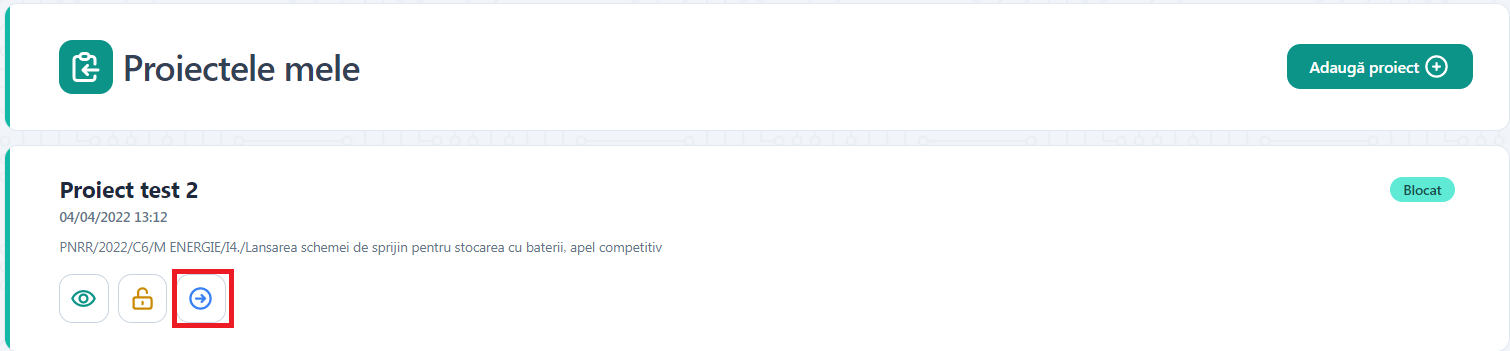 Proiectele mele
Adaugă proiect
Proiect test 2
Blocat
04/04/2022 13:12
PNRR/2022/C6/M ENERGIE/I4./Lansarea schemei de sprijin pentru stocarea cu baterii, apel competitiv